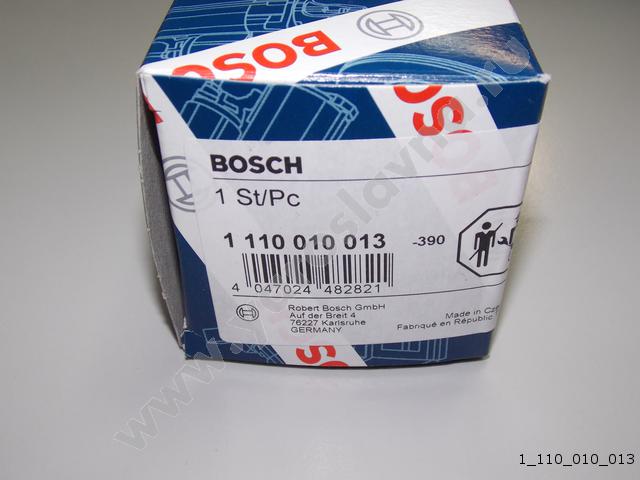 BOSCH
BOSCH
BOSCH
1 St/Pc
1 110 010 013 -390
4 047024 482821
Robert Bosch GmbH
Auf der Breit 4
76227 Karlsruhe
GERMANY
Made in
Fabriqué en République
1_110_010_013